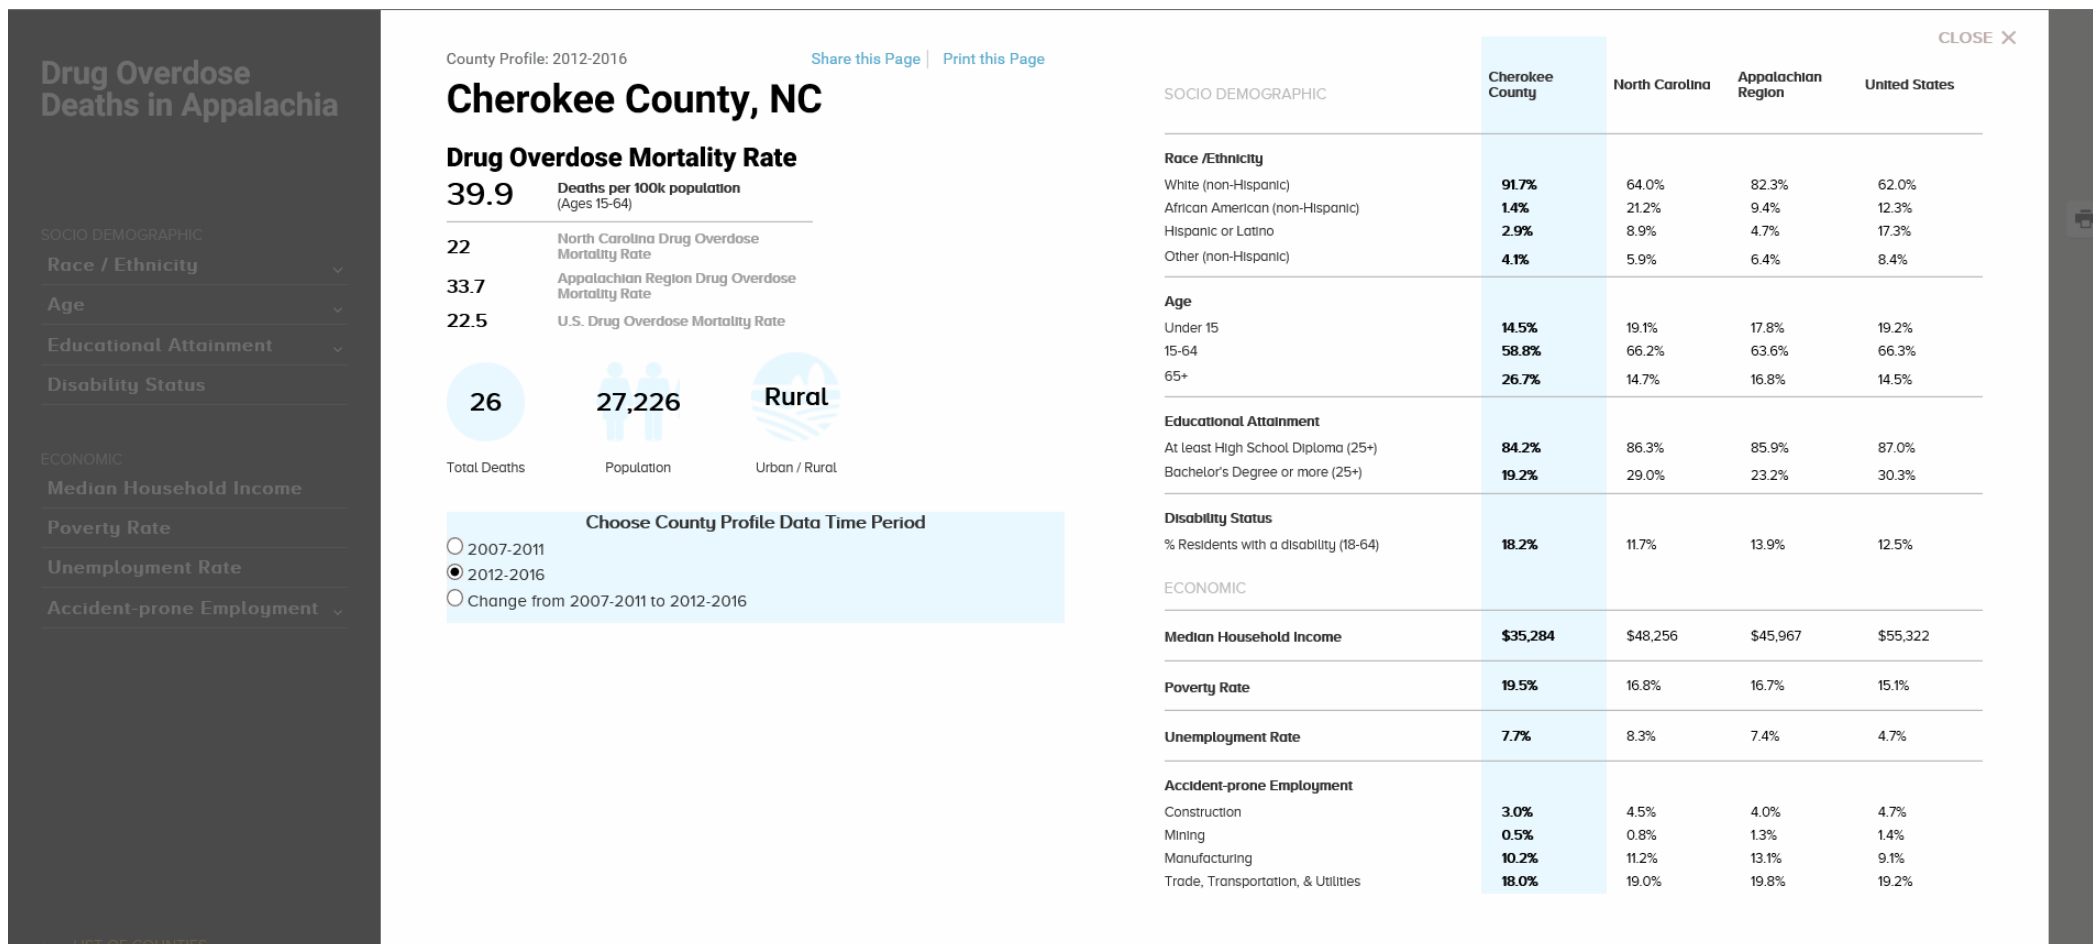 Drug Overdose
Deaths in Appalachia
SOCIO DEMOGRAPHIC
Race / Ethnicity
Age
Educational Attainment
Disability Status
ECONOMIC
Median Household Income
Poverty Rate
Unemployment Rate
Accident-prone Employment
LIST OF COUNTIES
County Profile: 2012-2016
Share this Page
Print this Page
Cherokee County, NC
Drug Overdose Mortality Rate
39.9 Deaths per 100k population
(Ages 15-64)
22 North Carolina Drug Overdose
Mortality Rate
33.7 Appalachian Region Drug Overdose
Mortality Rate
22.5 U.S. Drug Overdose Mortality Rate
26 27,226 Rural
Total Deaths Population Urban / Rural
Choose County Profile Data Time Period
2007-2011
2012-2016
Change from 2007-2011 to 2012-2016
CLOSE X
SOCIO DEMOGRAPHIC Cherokee County North Carolina Appalachian Region United States
Race /Ethnicity
White (non-Hispanic) 91.7% 64.0% 82.3% 62.0%
African American (non-Hispanic) 1.4% 21.2% 9.4% 12.3%
Hispanic or Latino 2.9% 8.9% 4.7% 17.3%
Other (non-Hispanic) 4.1% 5.9% 6.4% 8.4%
Age
Under 15 14.5% 19.1% 17.8% 19.2%
15-64 58.8% 66.2% 63.6% 66.3%
65+ 26.7% 14.7% 16.8% 14.5%
Educational Attainment
At least High School Diploma (25+) 84.2% 86.3% 85.9% 87.0%
Bachelor's Degree or more (25+) 19.2% 29.0% 23.2% 30.3%
Disability Status
% Residents with a disability (18-64) 18.2% 11.7% 13.9% 12.5%
ECONOMIC
Median Household Income $35,284 $48,256 $45,967 $55,322
Poverty Rate 19.5% 16.8% 16.7% 15.1%
Unemployment Rate 7.7% 8.3% 7.4% 4.7%
Accident-prone Employment
Construction 3.0% 4.5% 4.0% 4.7%
Mining 0.5% 0.8% 1.3% 1.4%
Manufacturing 10.2% 11.2% 13.1% 9.1%
Trade, Transportation, & Utilities 18.0% 19.0% 19.8% 19.2%